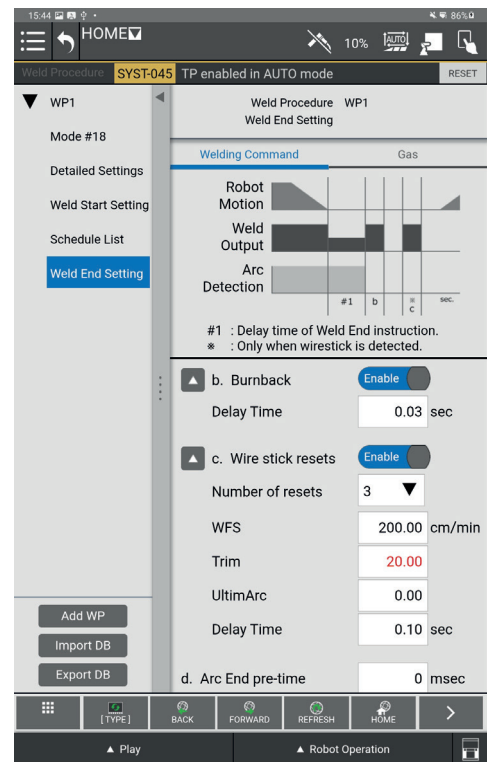 15:44
86%
HOME
10%
AUTO
Weld Procedure SYST-045 TP enabled in AUTO mode RESET
WP1
Mode #18
Detailed Settings
Weld Start Setting
Schedule List
Weld End Setting
Add WP
Import DB
Export DB
Weld Procedure WP1
Weld End Setting
Welding Command Gas
Robot
Motion
Weld
Output
Arc
Detection
#1 b ※ c sec.
#1 : Delay time of Weld End instruction.
※ : Only when wirestick is detected.
b. Burnback Enable
Delay Time 0.03 sec
c. Wire stick resets Enable
Number of resets 3
WFS 200.00 cm/min
Trim 20.00
UltimArc 0.00
Delay Time 0.10 sec
d. Arc End pre-time 0 msec
[TYPE] BACK FORWARD REFRESH HOME
Play Robot Operation